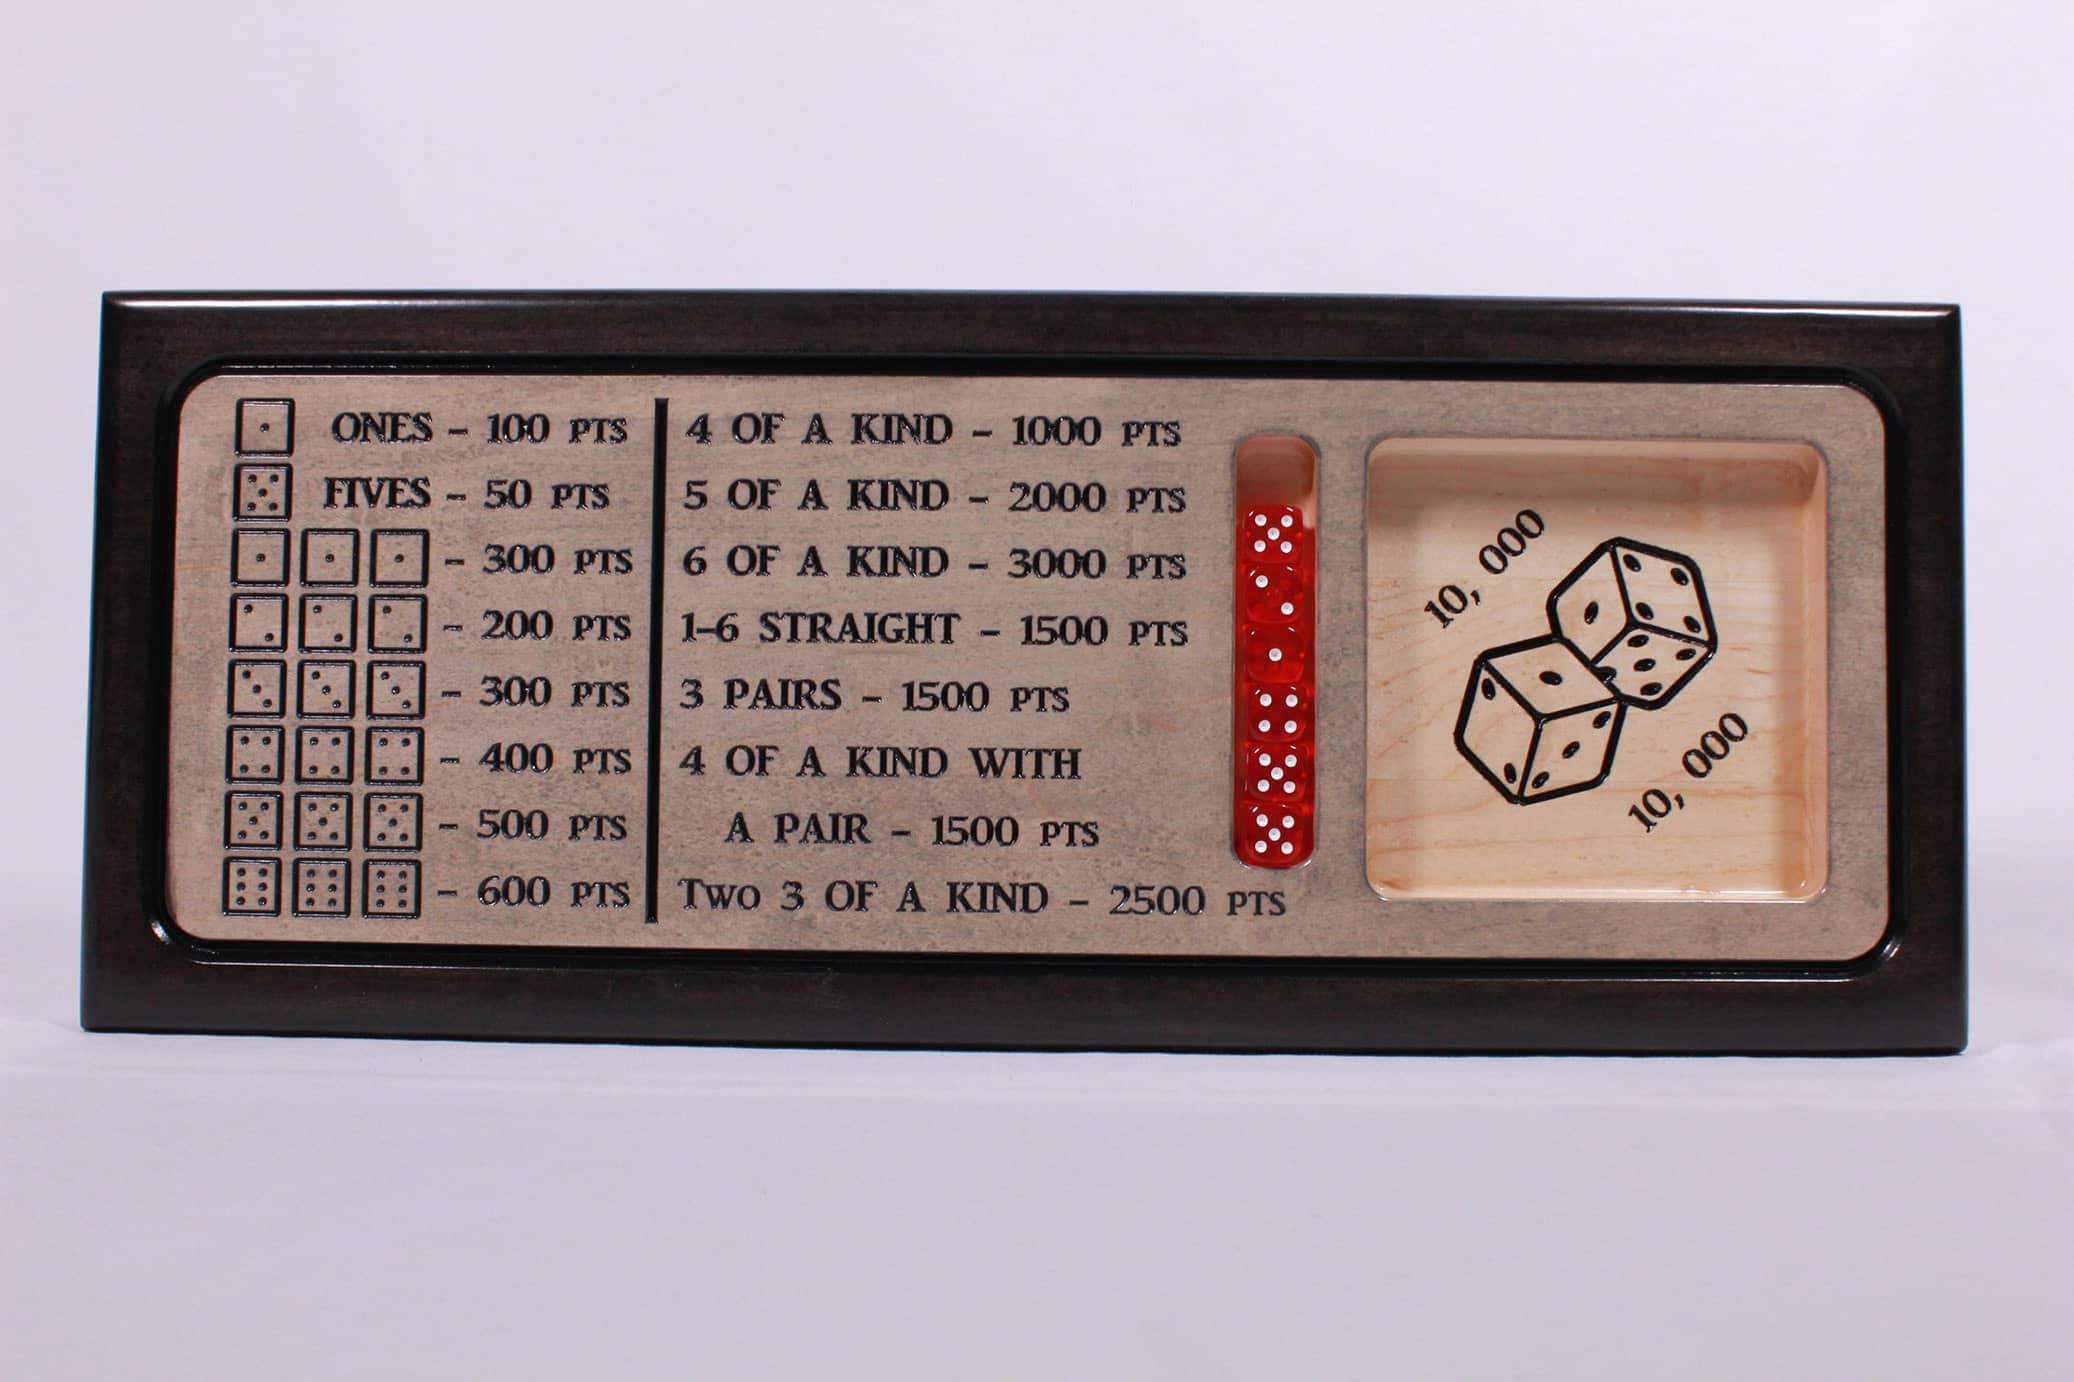 ONES – 100 PTS
FIVES – 50 PTS
– 300 PTS
– 200 PTS
– 300 PTS
– 400 PTS
– 500 PTS
– 600 PTS
4 OF A KIND – 1000 PTS
5 OF A KIND – 2000 PTS
6 OF A KIND – 3000 PTS
1–6 STRAIGHT – 1500 PTS
3 PAIRS – 1500 PTS
4 OF A KIND WITH
A PAIR – 1500 PTS
Two 3 OF A KIND – 2500 PTS
10, 000
10, 000